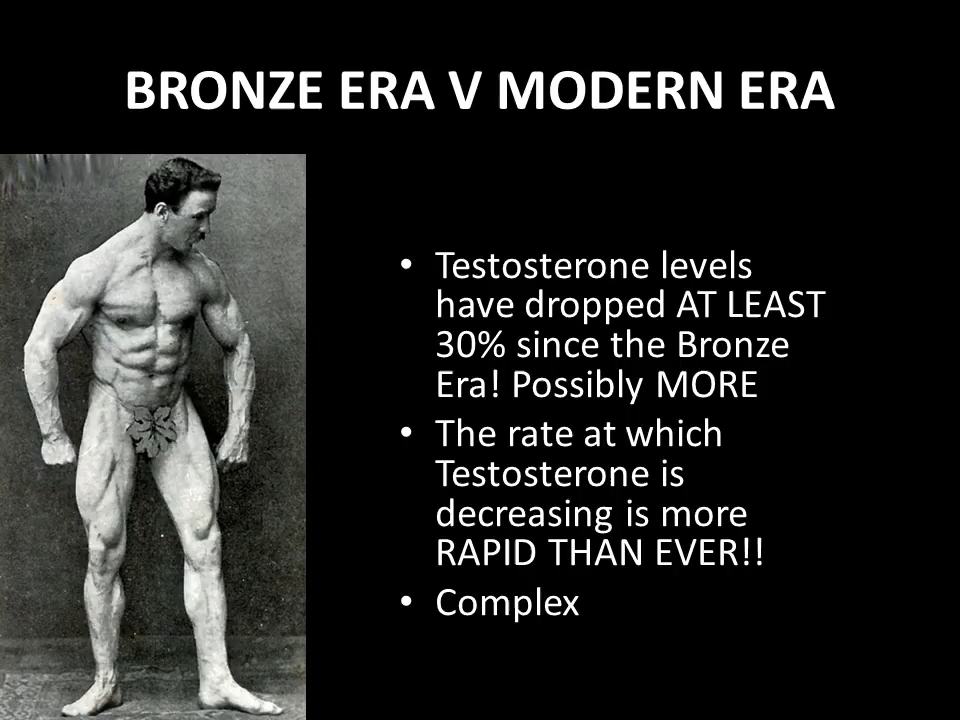 BRONZE ERA V MODERN ERA
• Testosterone levels
have dropped AT LEAST
30% since the Bronze
Era! Possibly MORE
• The rate at which
Testosterone is
decreasing is more
RAPID THAN EVER!!
• Complex